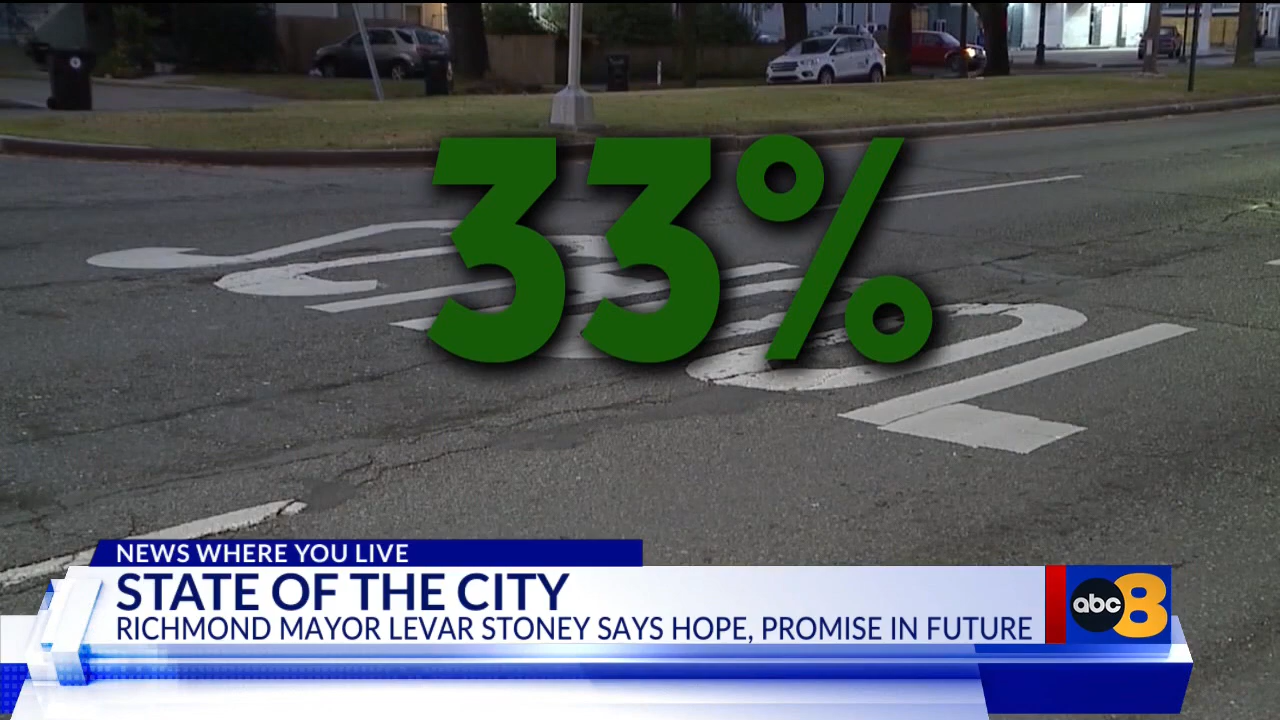 33%
NEWS WHERE YOU LIVE
STATE OF THE CITY
RICHMOND MAYOR LEVAR STONEY SAYS HOPE, PROMISE IN FUTURE
abc 8